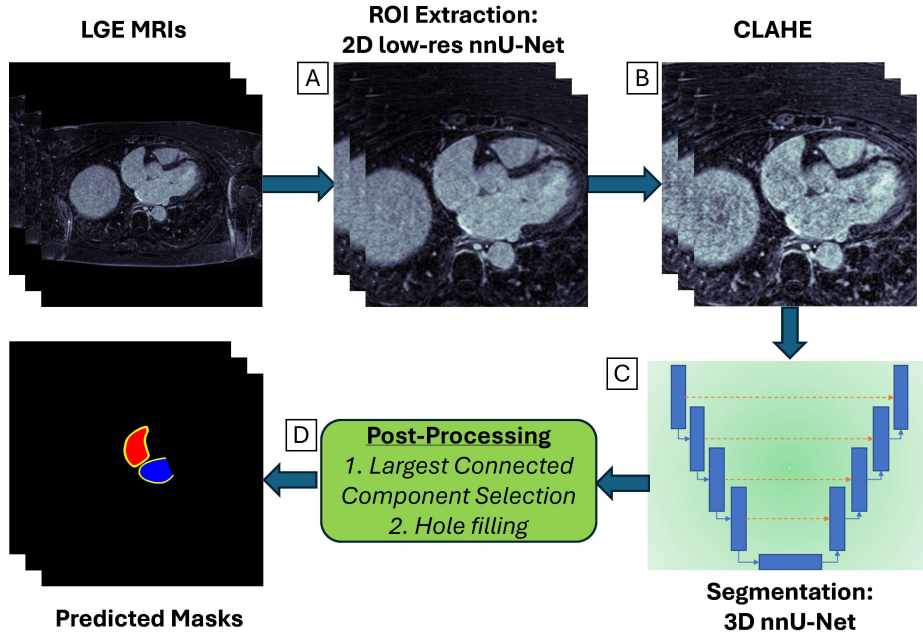 LGE MRIs
ROI Extraction:
2D low-res nnU-Net
CLAHE
A
B
C
Segmentation:
3D nnU-Net
D
Post-Processing
1. Largest Connected
Component Selection
2. Hole filling
Predicted Masks